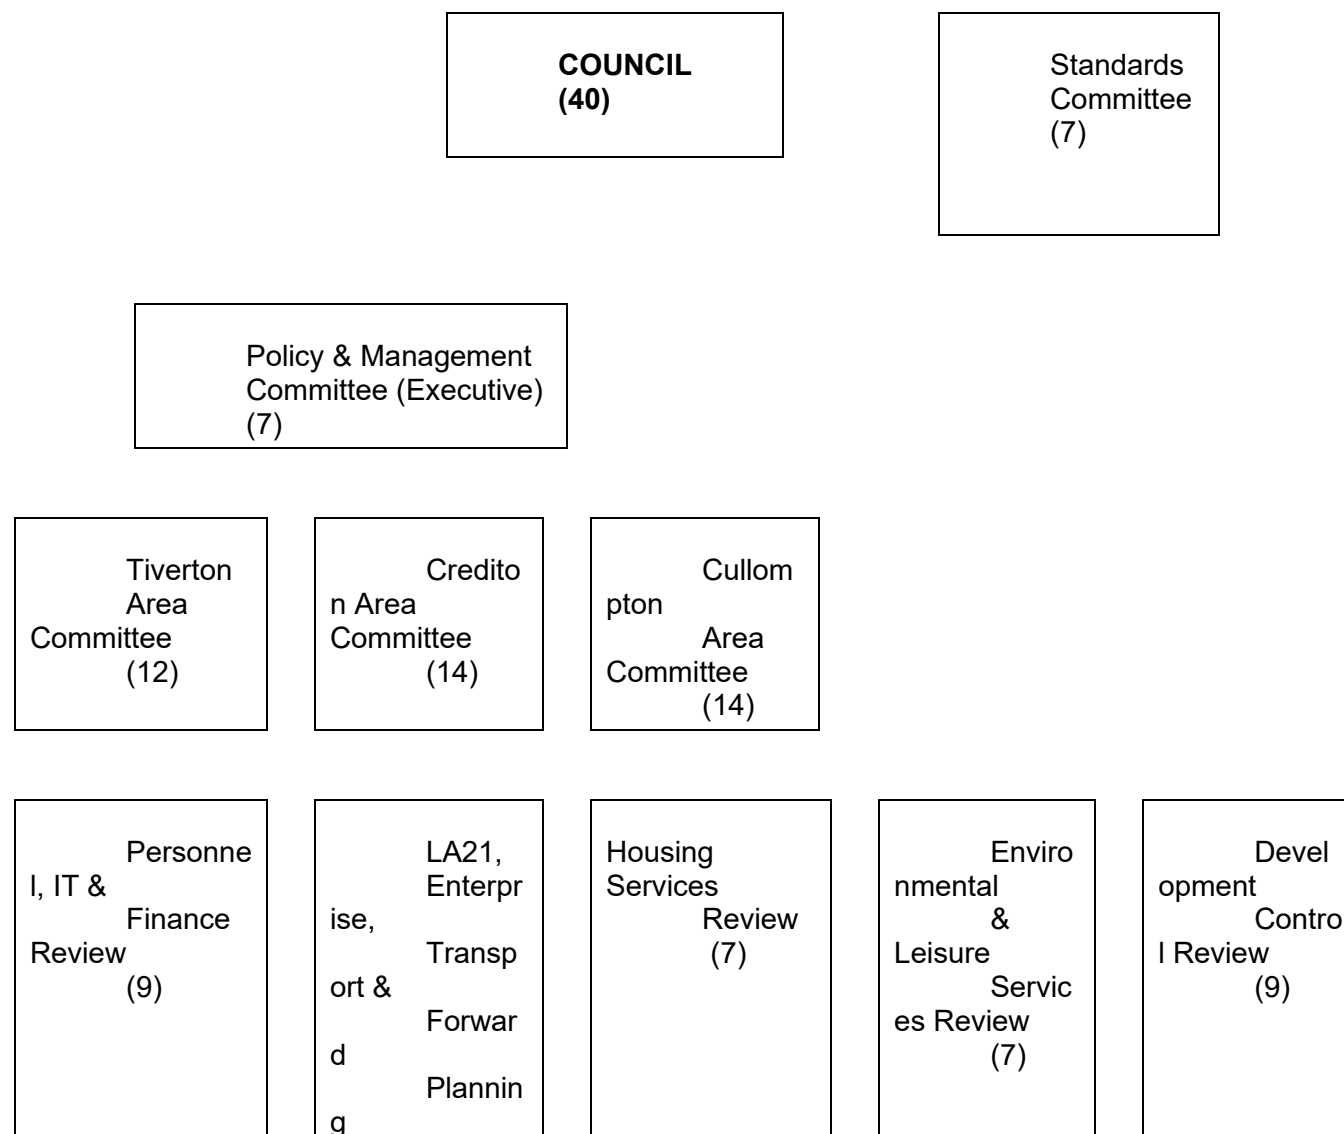 COUNCIL
(40)
Standards
Committee
(7)
Policy & Management
Committee (Executive)
(7)
Tiverton
Area
Committee
(12)
Credito
n Area
Committee
(14)
Cullom
pton
Area
Committee
(14)
Personne
l, IT &
Finance
Review
(9)
LA21,
Enterpr
ise,
Transp
ort &
Forwar
d
Plannin
g
Housing
Services
Review
(7)
Enviro
nmental
&
Leisure
Servic
es Review
(7)
Devel
opment
Contro
l Review
(9)